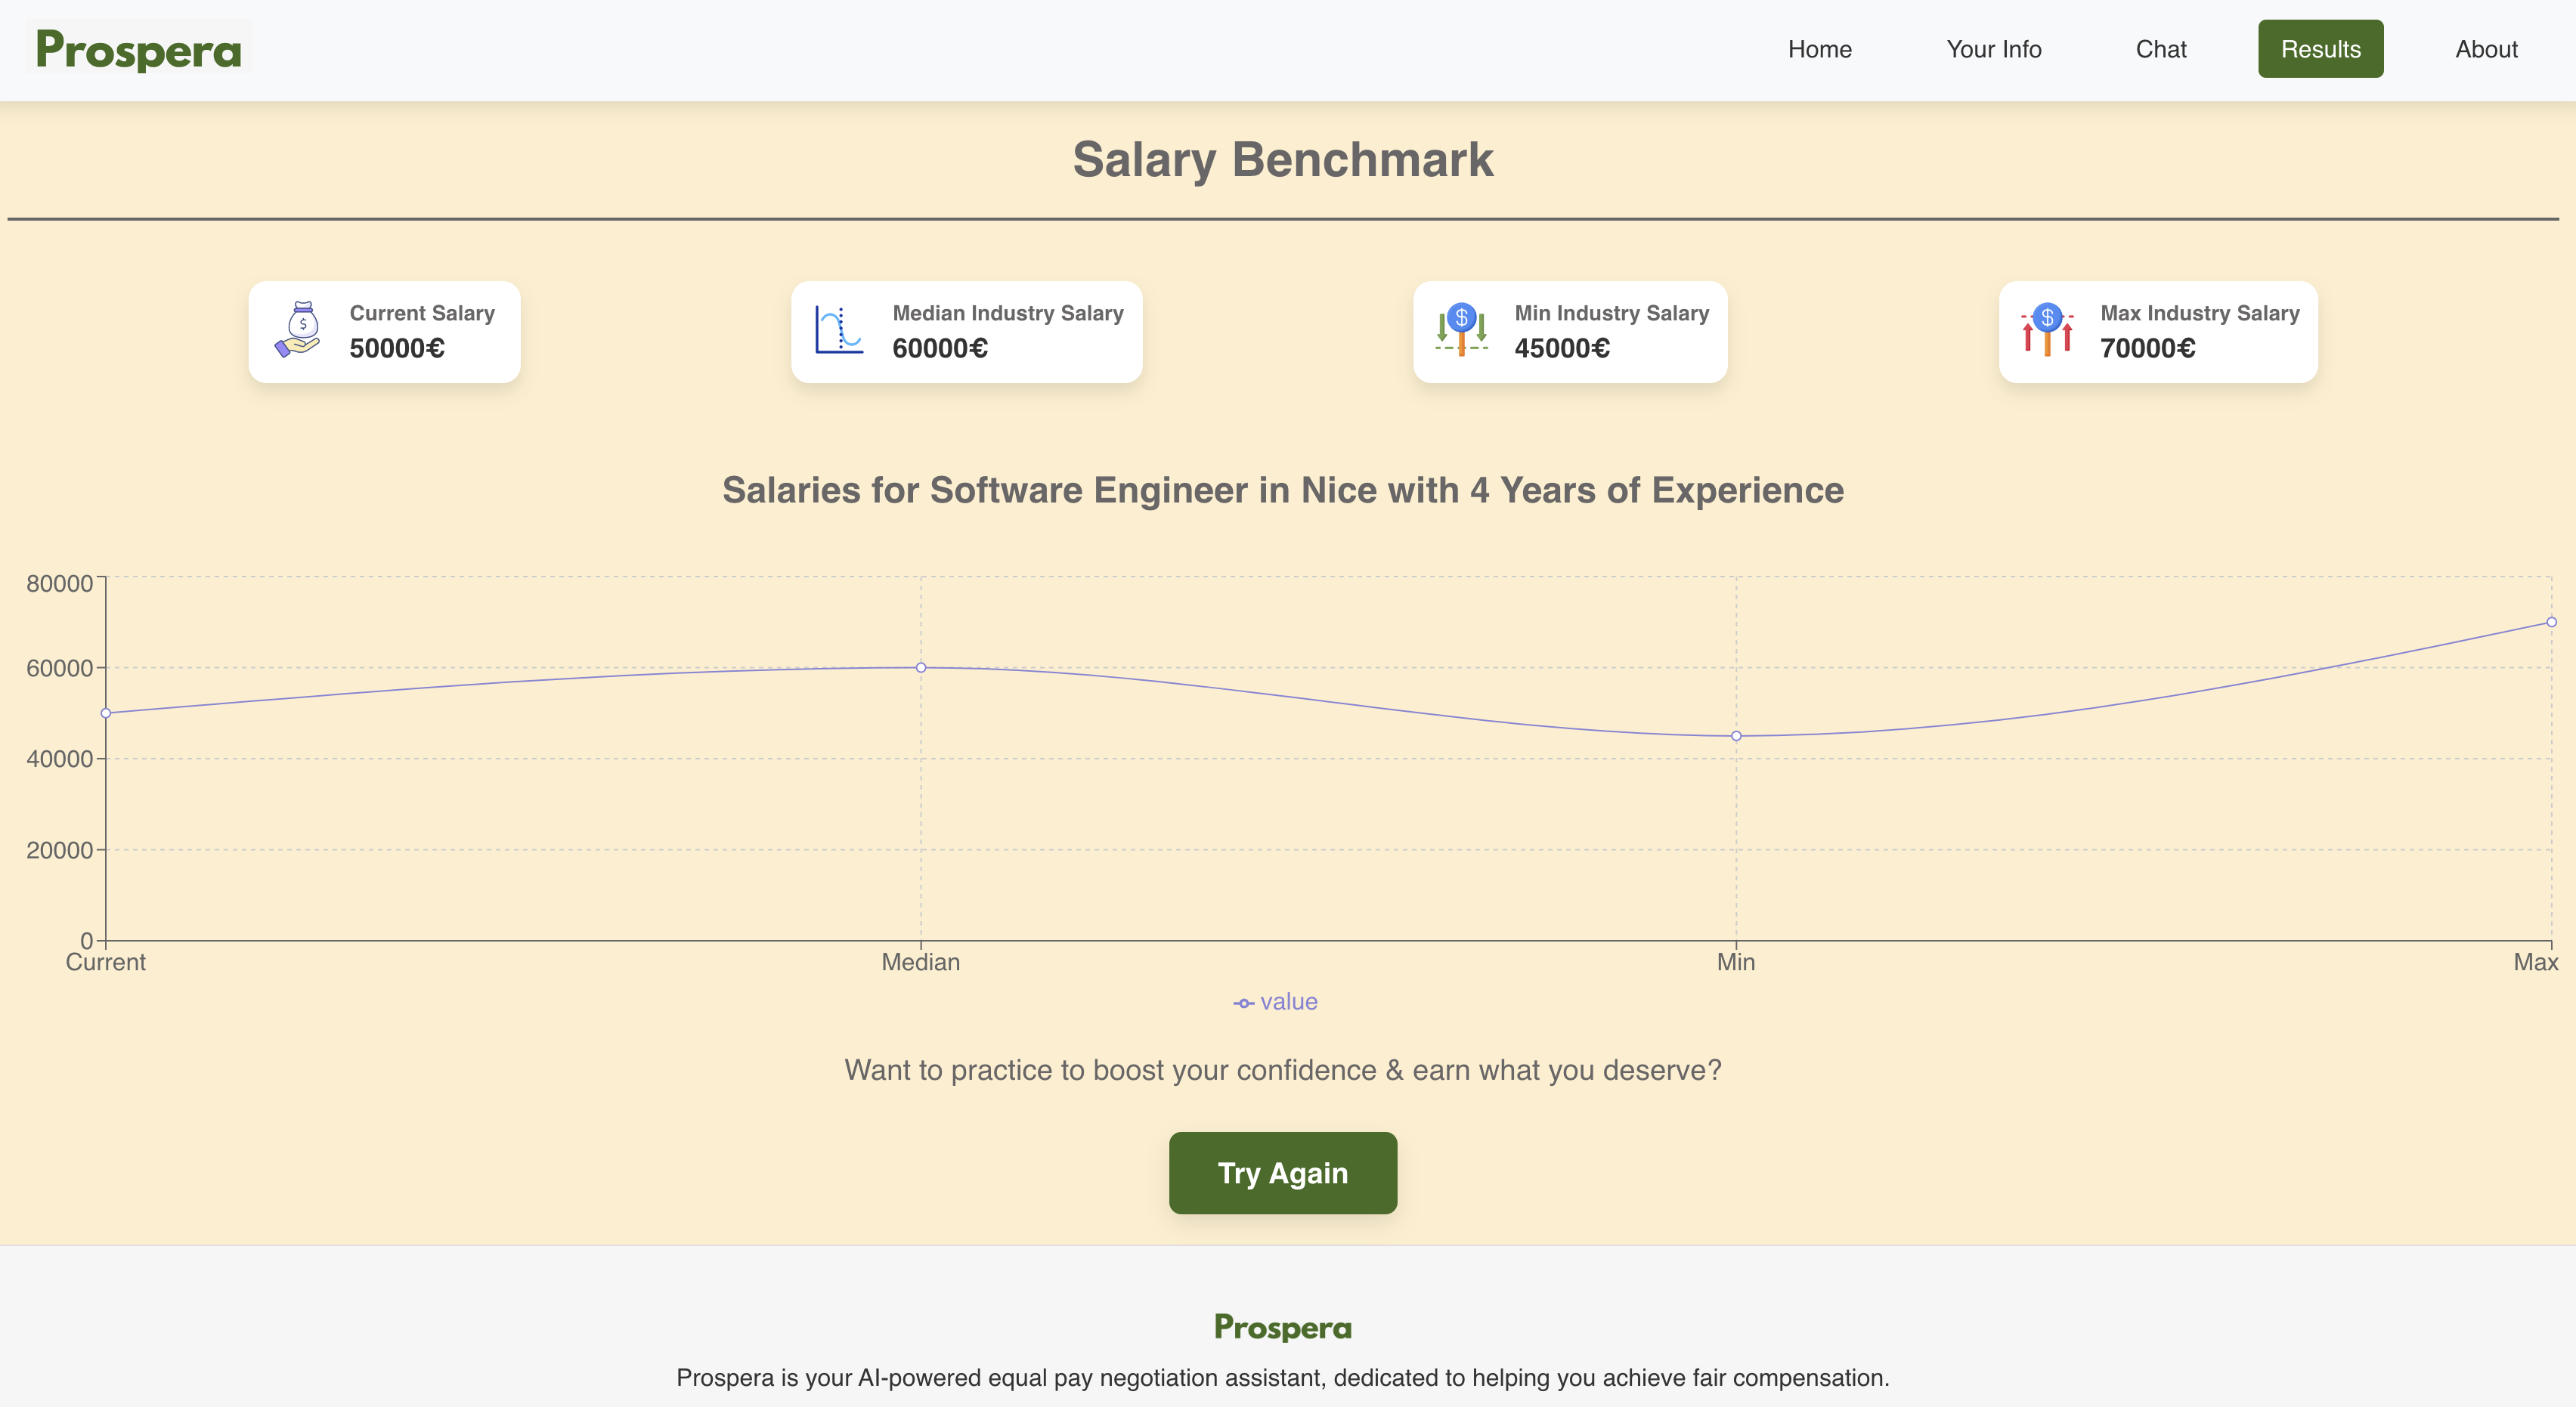 Prospera
Home Your Info Chat Results About
Salary Benchmark
$ Current Salary
50000€
Median Industry Salary
60000€
$ Min Industry Salary
45000€
$ Max Industry Salary
70000€
Salaries for Software Engineer in Nice with 4 Years of Experience
80000
60000
40000
20000
0
Current Median Min Max
value
Want to practice to boost your confidence & earn what you deserve?
Try Again
Prospera
Prospera is your AI-powered equal pay negotiation assistant, dedicated to helping you achieve fair compensation.